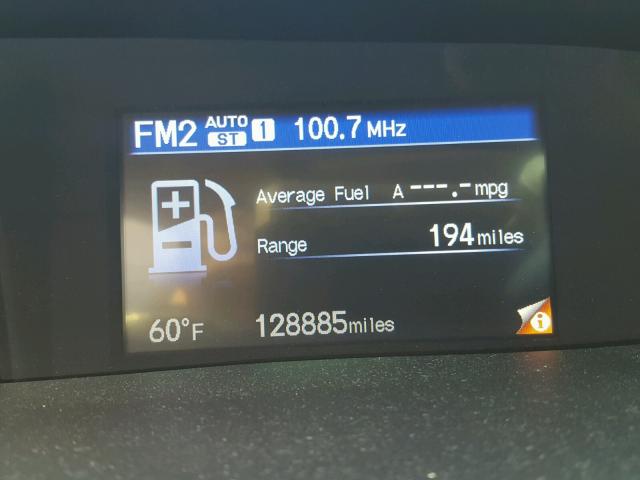 FM2 AUTO ST 1 100.7 MHz
Average Fuel A ---.- mpg
Range 194 miles
60°F 128885 miles i